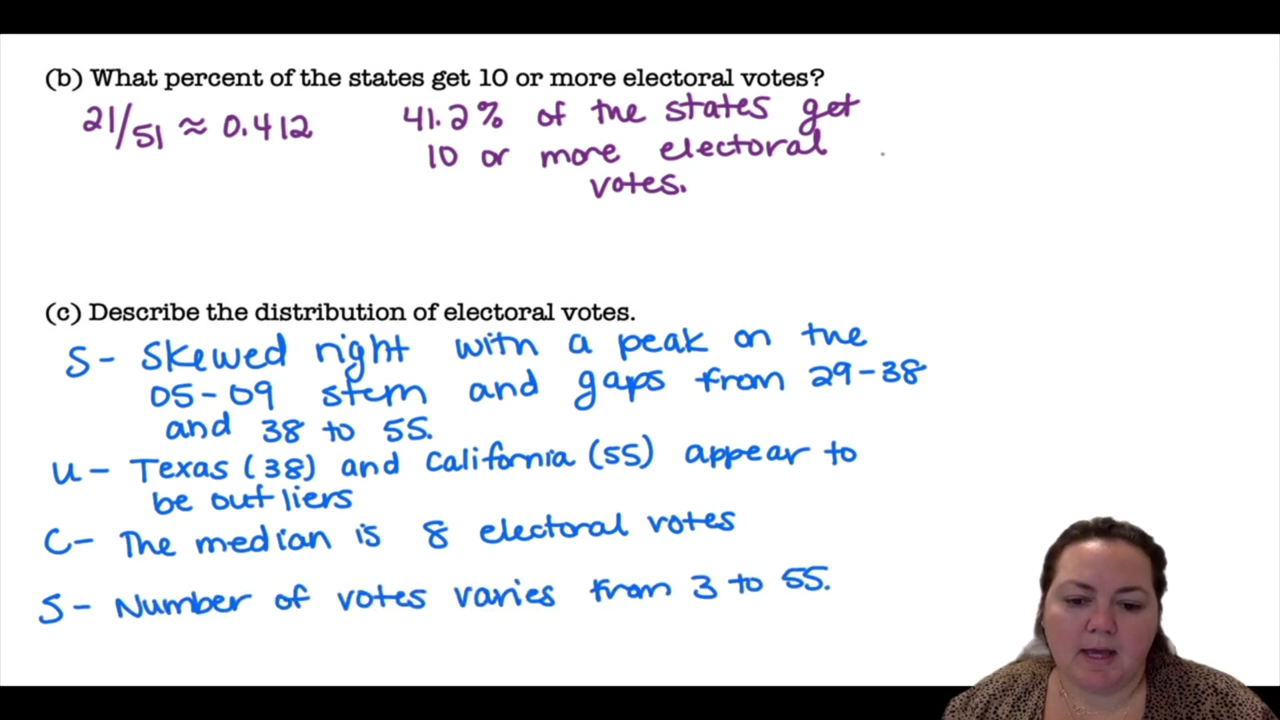 (b) What percent of the states get 10 or more electoral votes?
21/51 ≈ 0.412
41.2% of the states get
10 or more electoral
votes.
(c) Describe the distribution of electoral votes.
S- Skewed right with a peak on the
05-09 stem and gaps from 29-38
and 38 to 55.
U- Texas (38) and California (55) appear to
be outliers
C- The median is 8 electoral votes
S- Number of votes varies from 3 to 55.